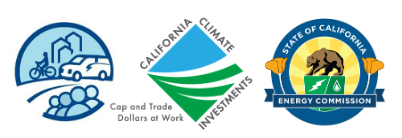 CALIFORNIA CLIMATE
INVESTMENTS
Cap and Trade
Dollars at Work
STATE OF CALIFORNIA
ENERGY COMMISSION